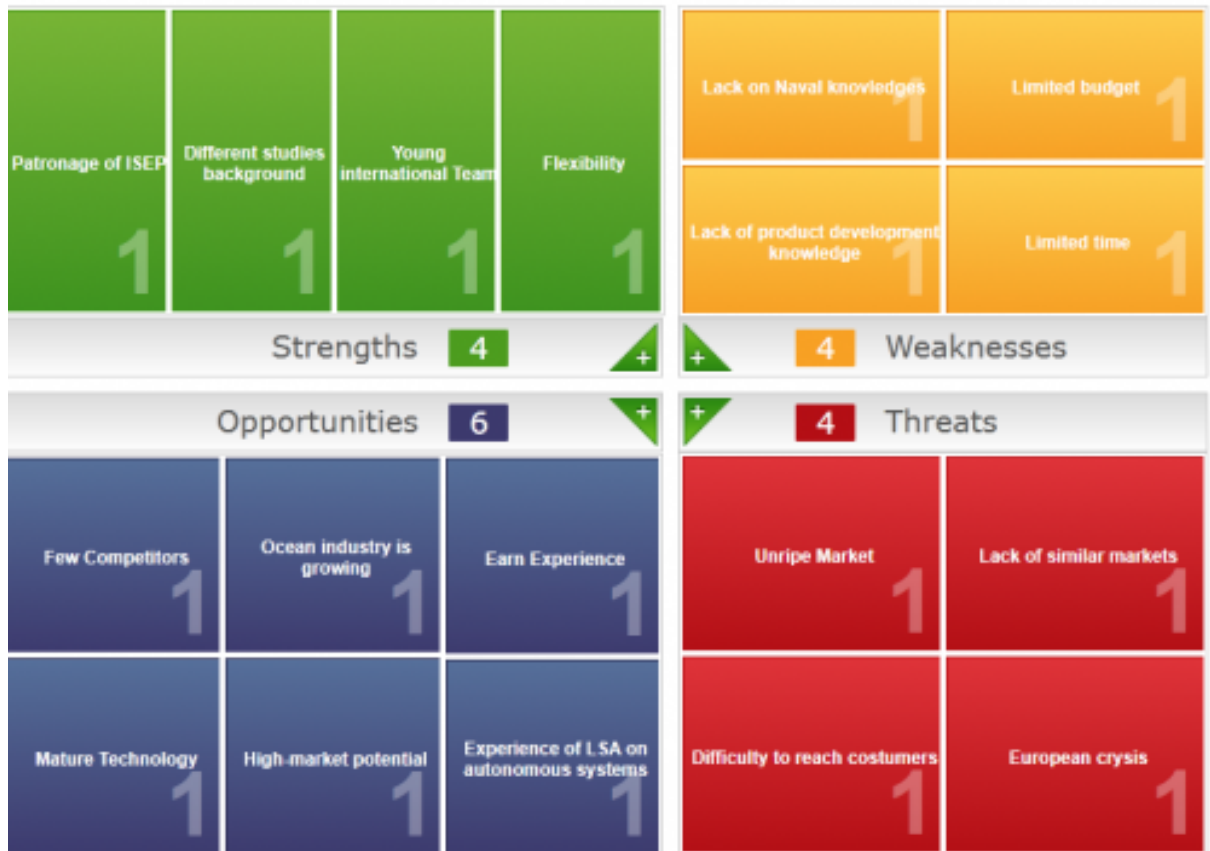 Patronage of ISEP
1
Different studies
background
1
Young
international Team
1
Flexibility
1
Lack on Naval knovledges
1
Limited budget
1
Lack of product development
knowledge
1
Limited time
1
Strengths 4 +
+ 4 Weaknesses
Opportunities 6 +
+ 4 Threats
Few Competitors
1
Ocean industry is
growing
1
Earn Experience
1
Mature Technology
1
High-market potential
1
Experience of LSA on
autonomous systems
1
Unripe Market
1
Lack of similar markets
1
Difficulty to reach costumers
1
European crysis
1